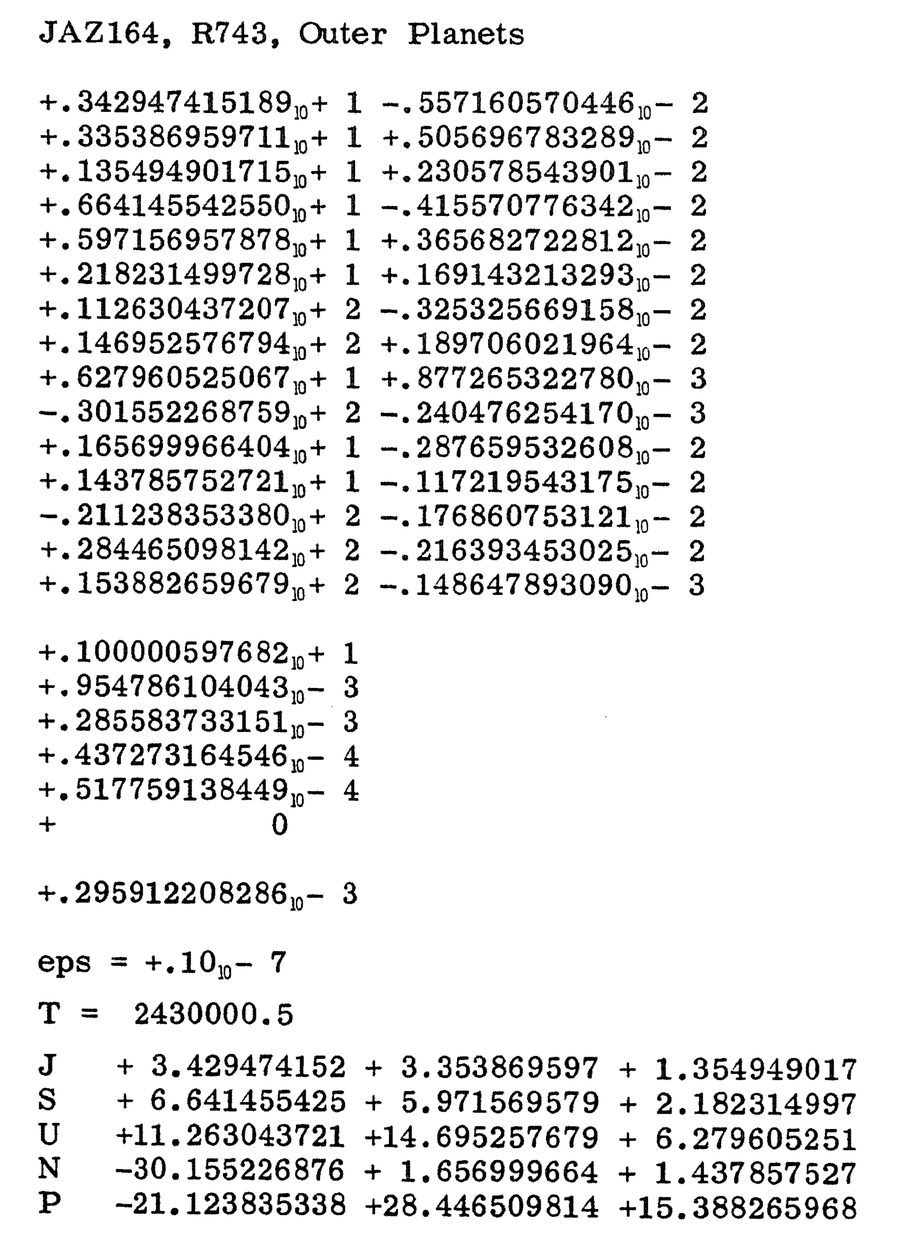 JAZ164, R743, Outer Planets
+.342947415189₁₀+ 1 -.557160570446₁₀- 2
+.335386959711₁₀+ 1 +.505696783289₁₀- 2
+.135494901715₁₀+ 1 +.230578543901₁₀- 2
+.664145542550₁₀+ 1 -.415570776342₁₀- 2
+.597156957878₁₀+ 1 +.365682722812₁₀- 2
+.218231499728₁₀+ 1 +.169143213293₁₀- 2
+.112630437207₁₀+ 2 -.325325669158₁₀- 2
+.146952576794₁₀+ 2 +.189706021964₁₀- 2
+.627960525067₁₀+ 1 +.877265322780₁₀- 3
-.301552268759₁₀+ 2 -.240476254170₁₀- 3
+.165699966404₁₀+ 1 -.287659532608₁₀- 2
+.143785752721₁₀+ 1 -.117219543175₁₀- 2
-.211238353380₁₀+ 2 -.176860753121₁₀- 2
+.284465098142₁₀+ 2 -.216393453025₁₀- 2
+.153882659679₁₀+ 2 -.148647893090₁₀- 3
+.100000597682₁₀+ 1
+.954786104043₁₀- 3
+.285583733151₁₀- 3
+.437273164546₁₀- 4
+.517759138449₁₀- 4
+ 0
+.295912208286₁₀- 3
eps = +.10₁₀- 7
T = 2430000.5
J + 3.429474152 + 3.353869597 + 1.354949017
S + 6.641455425 + 5.971569579 + 2.182314997
U +11.263043721 +14.695257679 + 6.279605251
N -30.155226876 + 1.656999664 + 1.437857527
P -21.123835338 +28.446509814 +15.388265968